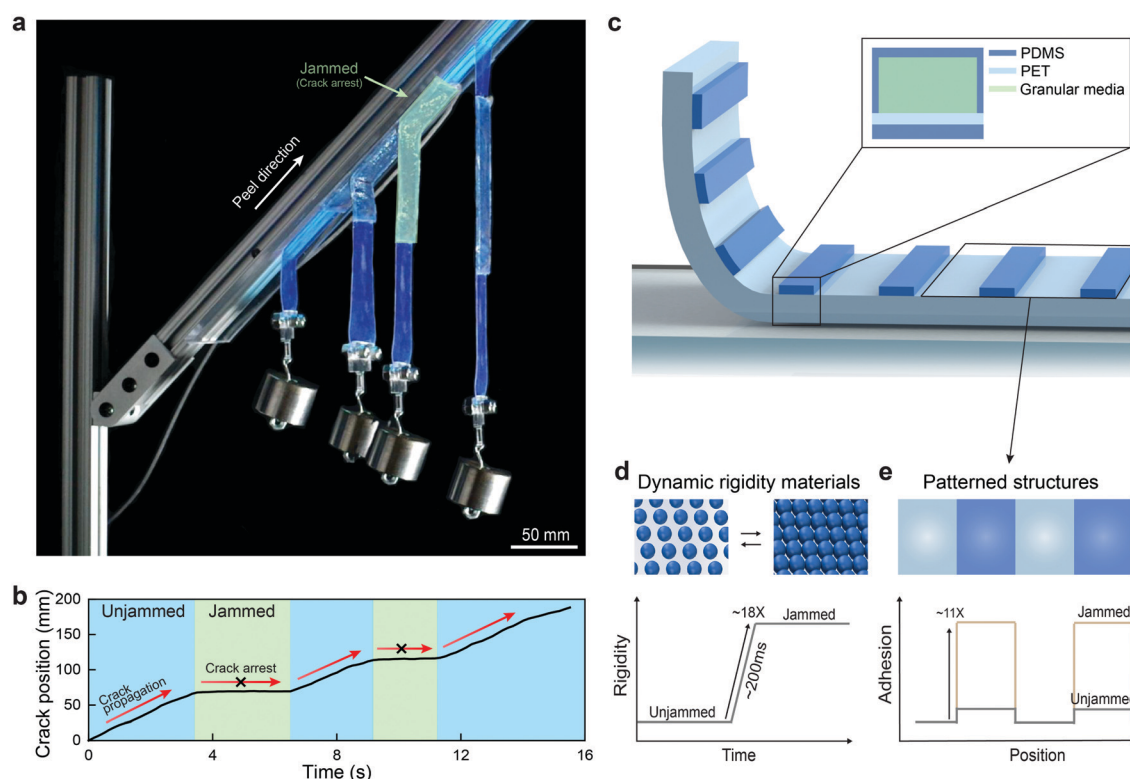 a
Jammed
(Crack arrest)
Peel direction
50 mm
b
Crack position (mm)
200
150
100
50
0
Unjammed
Jammed
Crack propagation
Crack arrest
0
4
8
12
16
Time (s)
c
PDMS
PET
Granular media
d
Dynamic rigidity materials
Rigidity
Unjammed
~18X
~200ms
Jammed
Time
e
Patterned structures
Adhesion
~11X
Jammed
Unjammed
Position